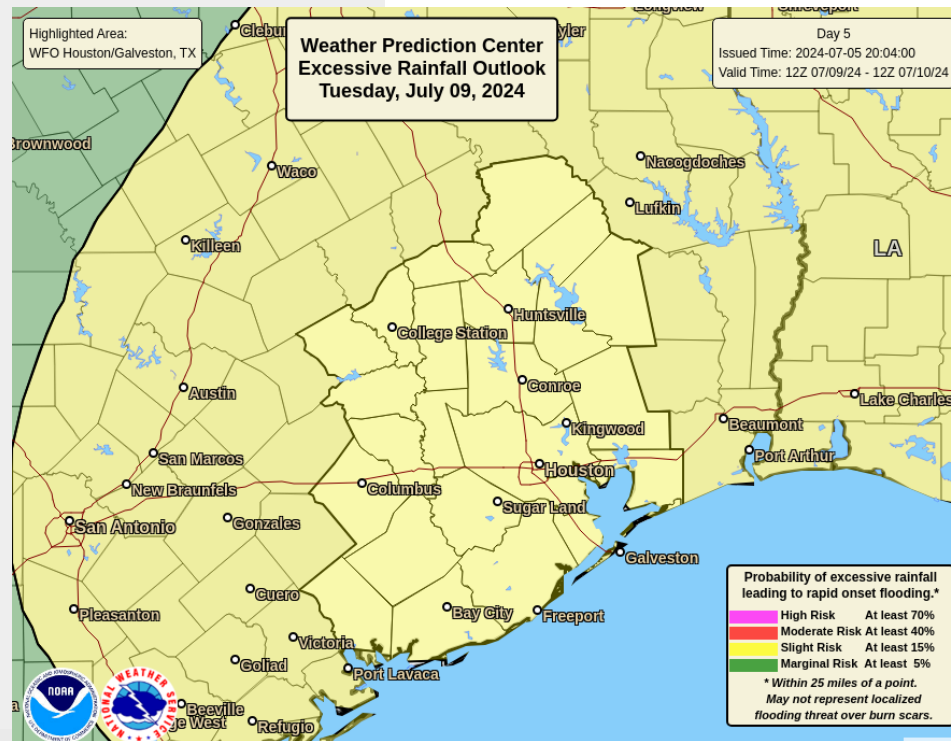 Longview
Shreveport
Highlighted Area:
WFO Houston/Galveston, TX
Weather Prediction Center
Excessive Rainfall Outlook
Tuesday, July 09, 2024
Day 5
Issued Time: 2024-07-05 20:04:00
Valid Time: 12Z 07/09/24 - 12Z 07/10/24
Waco
Nacogdoches
Lufkin
Killeen
LA
Huntsville
College Station
Conroe
Austin
Lake Charles
Kingwood
Beaumont
San Marcos
Port Arthur
Houston
New Braunfels
Columbus
Sugar Land
San Antonio
Gonzales
Galveston
Cuero
Pleasanton
Bay City
Freeport
Victoria
Goliad
Port Lavaca
Beeville
Refugio
Probability of excessive rainfall
leading to rapid onset flooding.*
High Risk At least 70%
Moderate Risk At least 40%
Slight Risk At least 15%
Marginal Risk At least 5%
* Within 25 miles of a point.
May not represent localized
flooding threat over burn scars.
NOAA
NATIONAL WEATHER SERVICE